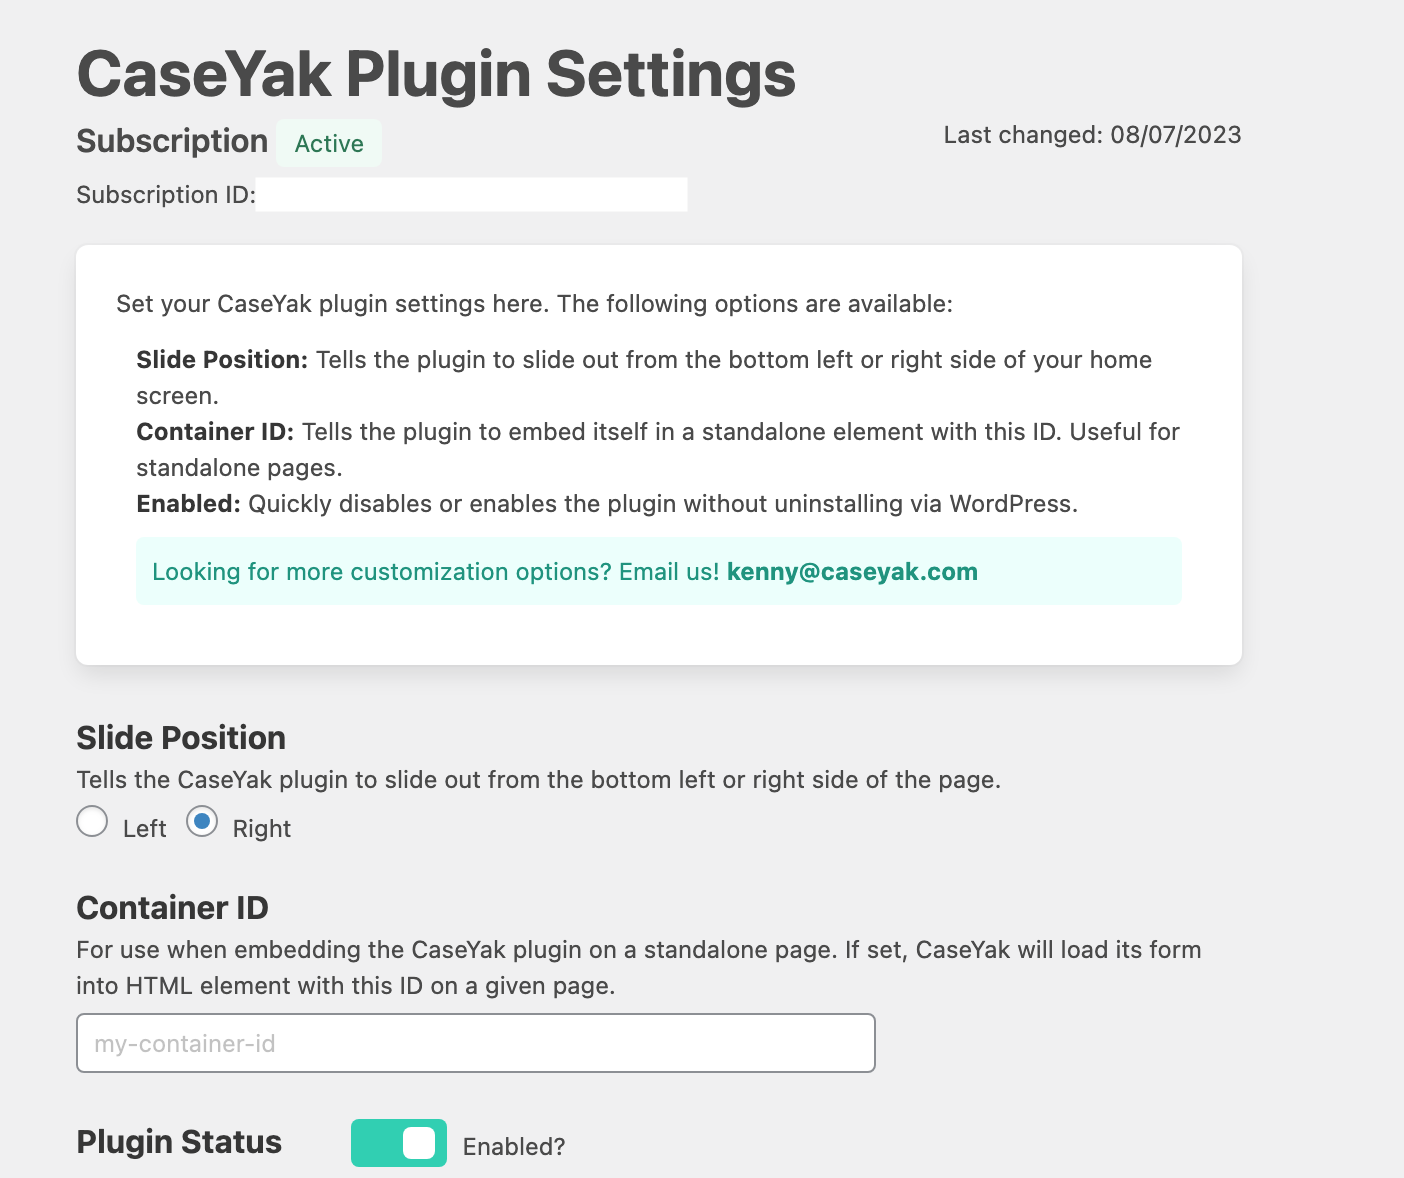 CaseYak Plugin Settings
Subscription Active
Last changed: 08/07/2023
Subscription ID:
Set your CaseYak plugin settings here. The following options are available:
Slide Position: Tells the plugin to slide out from the bottom left or right side of your home
screen.
Container ID: Tells the plugin to embed itself in a standalone element with this ID. Useful for
standalone pages.
Enabled: Quickly disables or enables the plugin without uninstalling via WordPress.
Looking for more customization options? Email us! kenny@caseyak.com
Slide Position
Tells the CaseYak plugin to slide out from the bottom left or right side of the page.
Left Right
Container ID
For use when embedding the CaseYak plugin on a standalone page. If set, CaseYak will load its form
into HTML element with this ID on a given page.
my-container-id
Plugin Status Enabled?